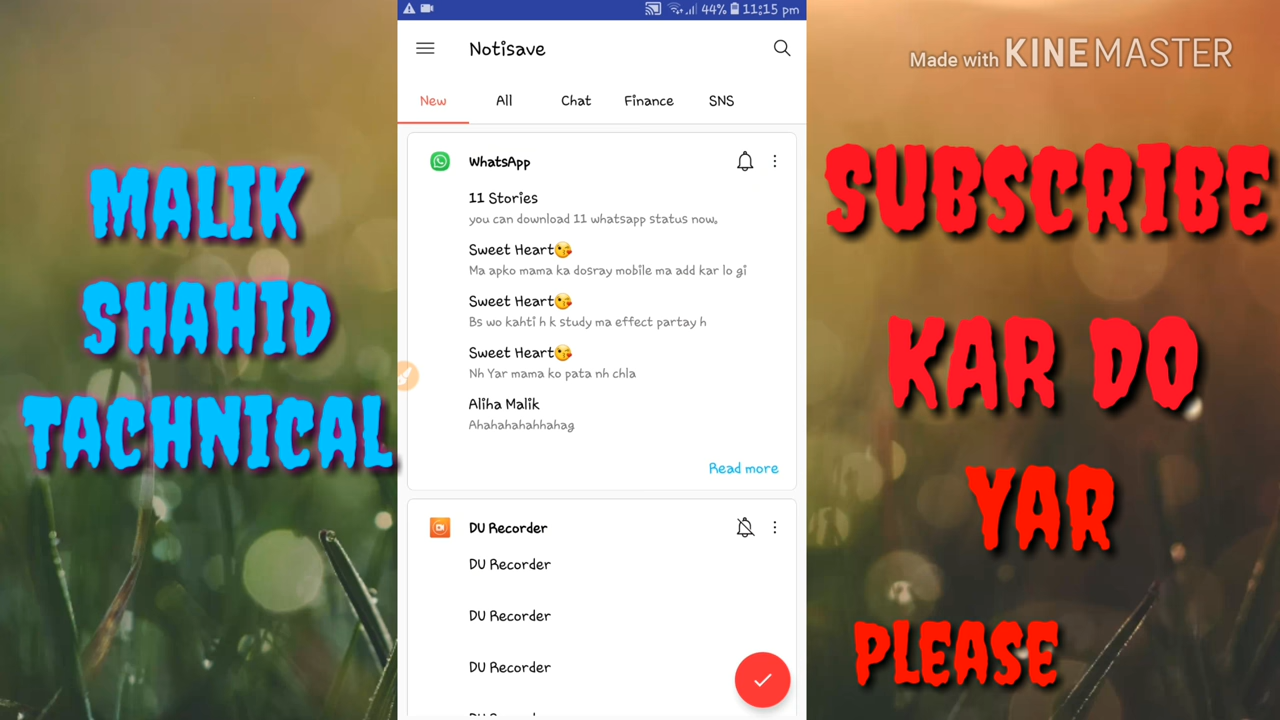 MALIK
SHAHID
TACHNICAL
44% 11:15 pm
Notisave
New All Chat Finance SNS
WhatsApp
11 Stories
you can download 11 whatsapp status now.
Sweet Heart😘
Ma apko mama ka dosray mobile ma add kar lo gi
Sweet Heart😘
Bs wo kahti h k study ma effect partay h
Sweet Heart😘
Nh Yar mama ko pata nh chla
Aliha Malik
Ahahahahahhahag
Read more
DU Recorder
DU Recorder
DU Recorder
DU Recorder
Made with KINEMASTER
SUBSCRIBE
KAR DO
YAR
PLEASE